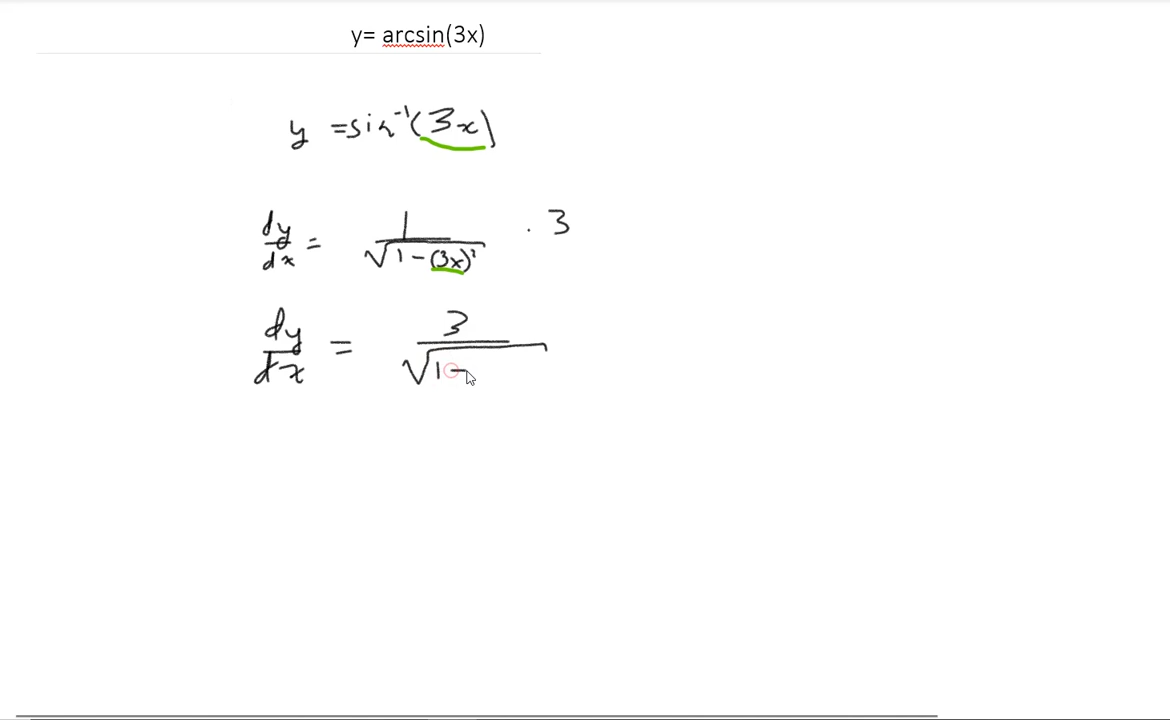 y= arcsin(3x)
y =sin⁻¹(3x)
dy/dx = 1/√(1-(3x)²) . 3
dy/dx = 3/√(1-